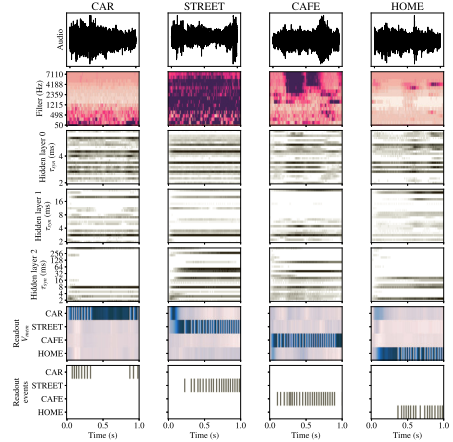 CAR STREET CAFE HOME
Audio
Filter (Hz)
7110
4188
2359
1215
498
50
Hidden layer 0
τsyn (ms)
4
2
Hidden layer 1
τsyn (ms)
16
8
4
2
Hidden layer 2
τsyn (ms)
256
128
64
32
16
8
4
2
Readout
Vmem
CAR
STREET
CAFE
HOME
Readout
events
CAR
STREET
CAFE
HOME
0.0 0.5 1.0 0.0 0.5 1.0 0.0 0.5 1.0 0.0 0.5 1.0
Time (s) Time (s) Time (s) Time (s)